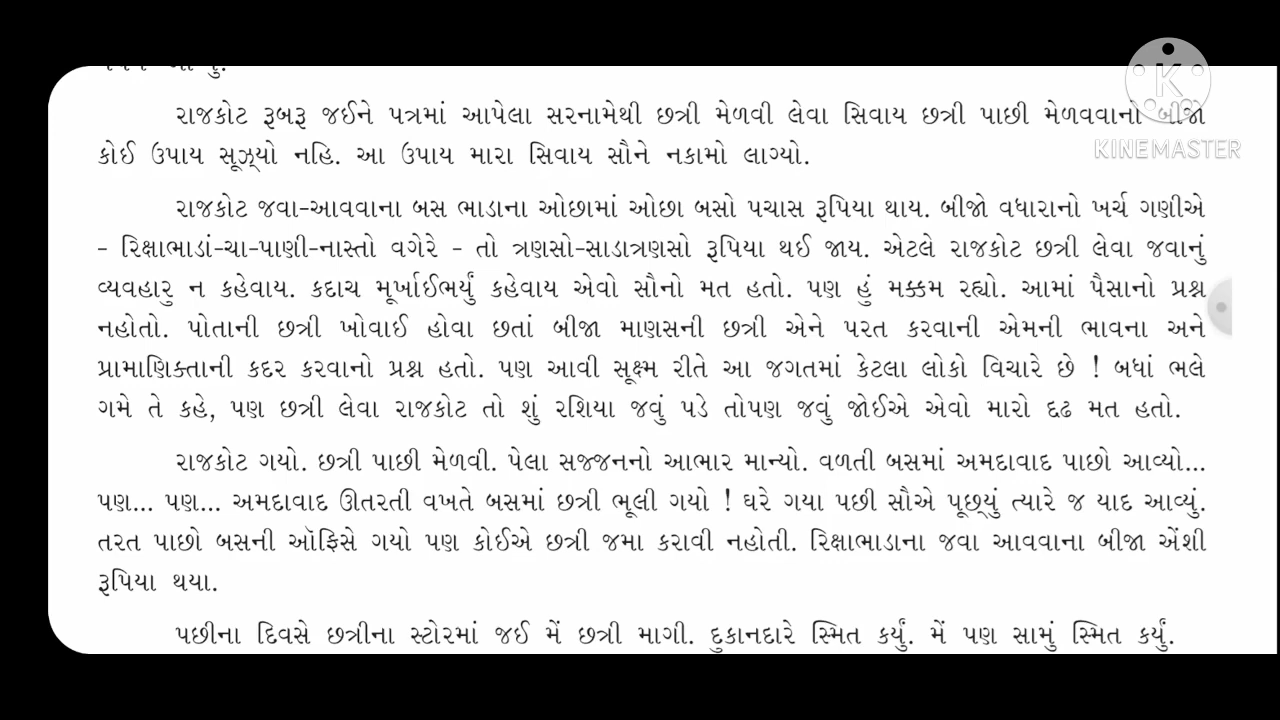 રાજકોટ રૂબરૂ જઈને પત્રમાં આપેલા સરનામેથી છત્રી મેળવી લેવા સિવાય છત્રી પાછી મેળવવાનો બીજો
કોઈ ઉપાય સૂઝ્યો નહિ. આ ઉપાય મારા સિવાય સૌને નકામો લાગ્યો.
રાજકોટ જવા-આવવાના બસ ભાડાના ઓછામાં ઓછા બસો પચાસ રૂપિયા થાય. બીજો વધારાનો ખર્ચ ગણીએ
- રિક્ષાભાડાં-ચા-પાણી-નાસ્તો વગેરે - તો ત્રણસો-સાડાત્રણસો રૂપિયા થઈ જાય. એટલે રાજકોટ છત્રી લેવા જવાનું
વ્યવહારુ ન કહેવાય. કદાચ મૂર્ખાઈભર્યું કહેવાય એવો સૌનો મત હતો. પણ હું મક્કમ રહ્યો. આમાં પૈસાનો પ્રશ્ન
નહોતો. પોતાની છત્રી ખોવાઈ હોવા છતાં બીજા માણસની છત્રી એને પરત કરવાની એમની ભાવના અને
પ્રામાણિક્તાની કદર કરવાનો પ્રશ્ન હતો. પણ આવી સૂક્ષ્મ રીતે આ જગતમાં કેટલા લોકો વિચારે છે ! બધાં ભલે
ગમે તે કહે, પણ છત્રી લેવા રાજકોટ તો શું રશિયા જવું પડે તોપણ જવું જોઈએ એવો મારો દૃઢ મત હતો.
રાજકોટ ગયો. છત્રી પાછી મેળવી. પેલા સજ્જનનો આભાર માન્યો. વળતી બસમાં અમદાવાદ પાછો આવ્યો...
પણ... પણ... અમદાવાદ ઊતરતી વખતે બસમાં છત્રી ભૂલી ગયો ! ઘરે ગયા પછી સૌએ પૂછ્યું ત્યારે જ યાદ આવ્યું.
તરત પાછો બસની ઑફિસે ગયો પણ કોઈએ છત્રી જમા કરાવી નહોતી. રિક્ષાભાડાના જવા આવવાના બીજા એંશી
રૂપિયા થયા.
પછીના દિવસે છત્રીના સ્ટોરમાં જઈ મેં છત્રી માગી. દુકાનદારે સ્મિત કર્યું. મેં પણ સામું સ્મિત કર્યું.
KINEMASTER